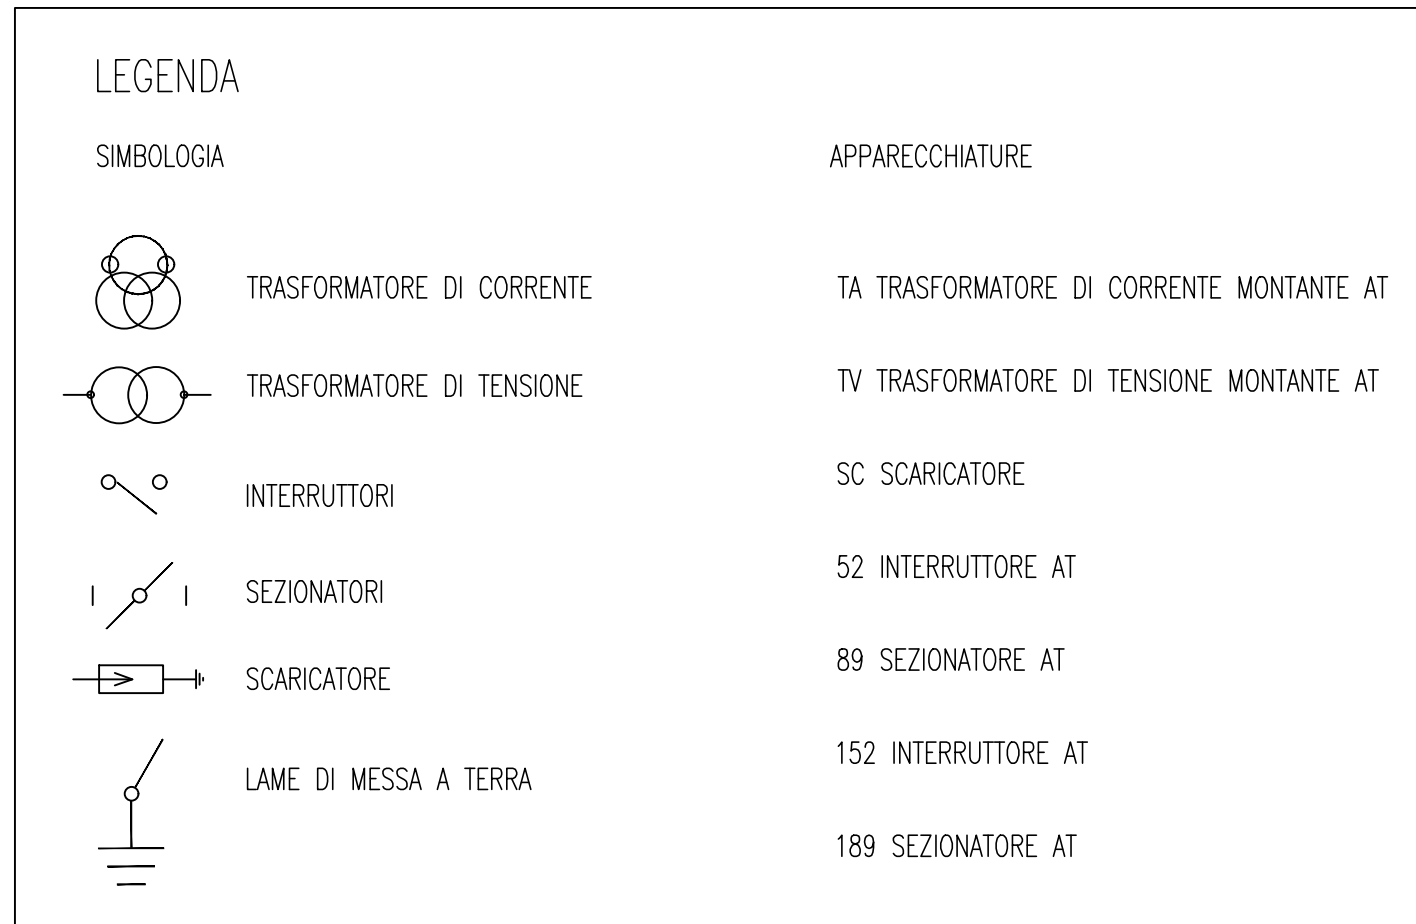 LEGENDA
SIMBOLOGIA
TRASFORMATORE DI CORRENTE
TRASFORMATORE DI TENSIONE
INTERRUTTORI
SEZIONATORI
SCARICATORE
LAME DI MESSA A TERRA
APPARECCHIATURE
TA TRASFORMATORE DI CORRENTE MONTANTE AT
TV TRASFORMATORE DI TENSIONE MONTANTE AT
SC SCARICATORE
52 INTERRUTTORE AT
89 SEZIONATORE AT
152 INTERRUTTORE AT
189 SEZIONATORE AT